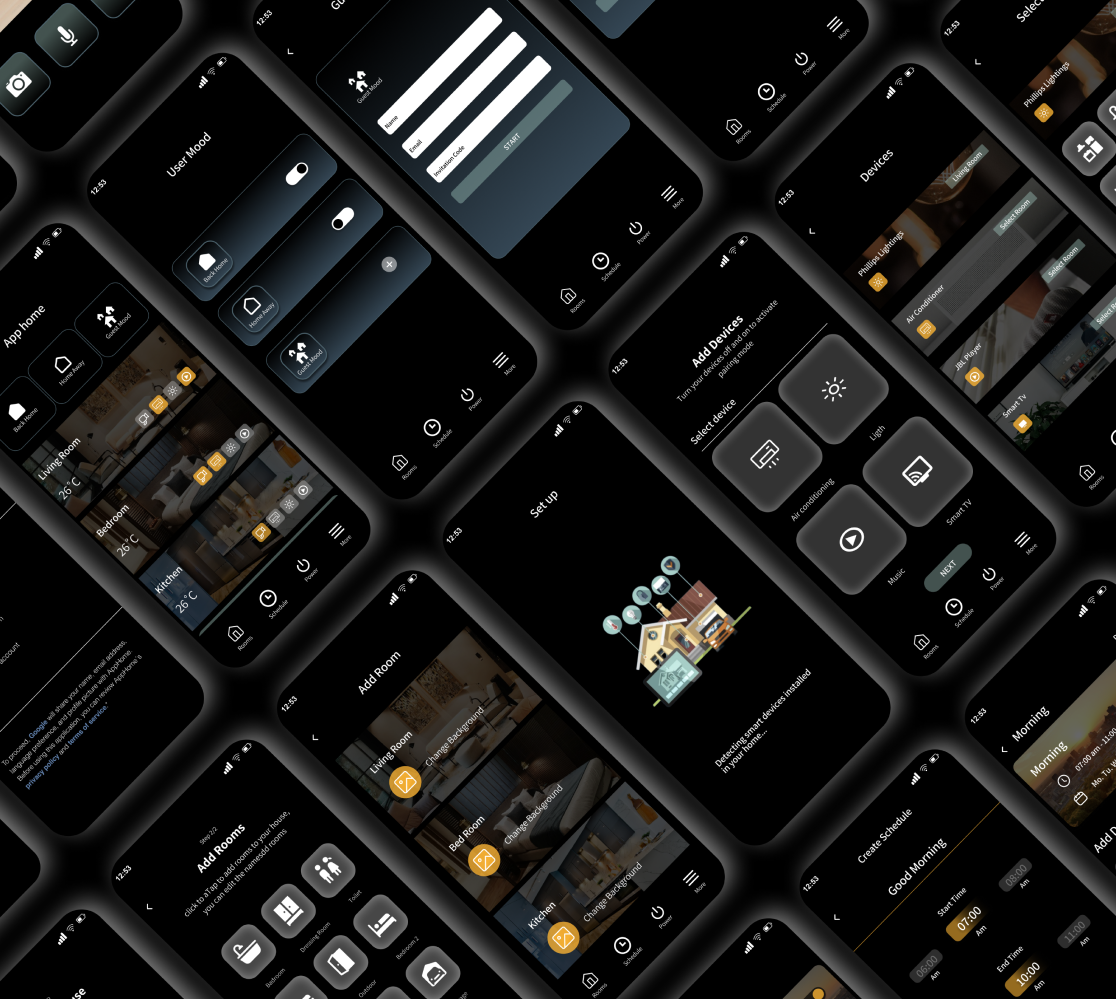 12:53
User Mood
Back Home
Home Away
Guest Mood
Rooms
Schedule
Power
More
12:53
Guest Mood
Name
Email
Invitation Code
START
Rooms
Schedule
Power
More
Rooms
Schedule
Power
More
12:53
Phillips Lightings
12:53
Devices
Phillips Lightings
Living Room
Air Conditioner
Select Room
JBL Player
Select Room
Smart Tv
Rooms
App home
Back Home
Home Away
Guest Mood
Living Room
26°C
Bedroom
26°C
Kitchen
26°C
Rooms
Schedule
Power
More
12:53
Add Devices
Turn your devices off and on to activate
pairing mode
Select device
Air conditioning
Ligth
Music
Smart TV
NEXT
Rooms
Schedule
Power
More
12:53
Set up
Detecting smart devices installed
in your home...
account
To proceed, Google will share your name, email address,
language preference, and profile picture with AppHome.
Before using this application, you can review AppHome's
privacy policy and terms of service."
12:53
Add Room
Living Room
Change Background
Bed Room
Change Background
Kitchen
Change Background
Rooms
Schedule
Power
More
12:53
Step 2/2
Add Rooms
click to aTap to add rooms to your house,
you can edit the namesdd rooms
Bedroom
Dressing Room
Toilet
Outdoor
Bedroom 2
12:53
Create Schedule
Good Morning
Start Time
06:00
Am
07:00
Am
08:00
Am
End Time
10:00
Am
11:00
Am
12:53
Morning
Morning
07:00 am -11:00